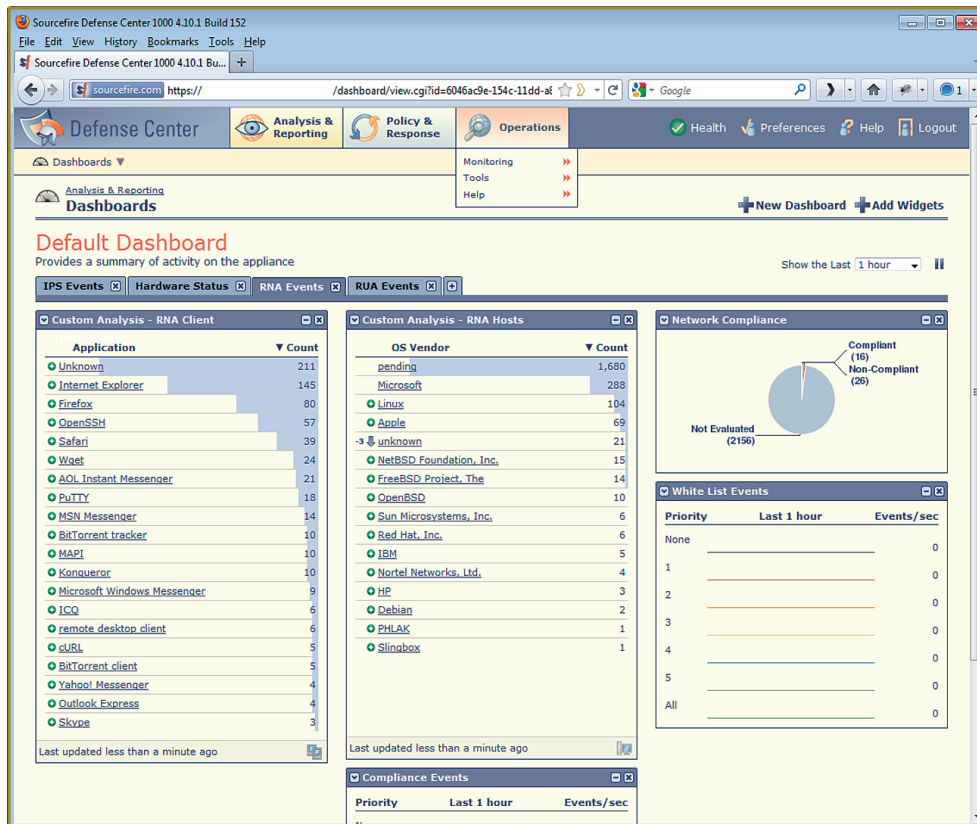 Sourcefire Defense Center 1000 4.10.1 Build 152
File Edit View History Bookmarks Tools Help
Sourcefire Defense Center 1000 4.10.1 Bu... +
sourcefire.com https:// /dashboard/view.cgi?id=6046ac9e-154c-11dd-a8 Google 1
Defense Center
Analysis & Reporting
Policy & Response
Operations
Health Preferences Help Logout
Dashboards
Monitoring
Tools
Help
Analysis & Reporting
Dashboards
New Dashboard Add Widgets
Default Dashboard
Provides a summary of activity on the appliance
Show the Last 1 hour
IPS Events Hardware Status RNA Events RUA Events
Custom Analysis - RNA Client
Application Count
Unknown 211
Internet Explorer 145
Firefox 80
OpenSSH 57
Safari 39
Wget 24
AOL Instant Messenger 21
PuTTY 18
MSN Messenger 14
BitTorrent tracker 10
MAPI 10
Konqueror 10
Microsoft Windows Messenger 9
ICQ 6
remote desktop client 6
cURL 5
BitTorrent client 5
Yahoo! Messenger 4
Outlook Express 4
Skype 3
Last updated less than a minute ago
Custom Analysis - RNA Hosts
OS Vendor Count
pending 1,680
Microsoft 288
Linux 104
Apple 69
-3 unknown 21
NetBSD Foundation, Inc. 15
FreeBSD Project, The 14
OpenBSD 10
Sun Microsystems, Inc. 6
Red Hat, Inc. 6
IBM 5
Nortel Networks, Ltd. 4
HP 3
Debian 2
PHLAK 1
Slingbox 1
Last updated less than a minute ago
Compliance Events
Priority Last 1 hour Events/sec
Network Compliance
Compliant
(16)
Non-Compliant
(26)
Not Evaluated
(2156)
White List Events
Priority Last 1 hour Events/sec
None 0
1 0
2 0
3 0
4 0
5 0
All 0